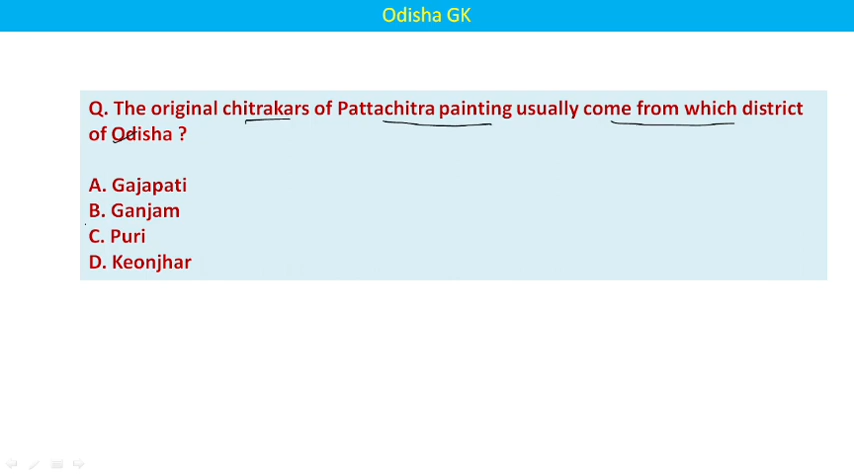 Odisha GK
Q. The original chitrakars of Pattachitra painting usually come from which district
of Odisha ?
A. Gajapati
B. Ganjam
C. Puri
D. Keonjhar